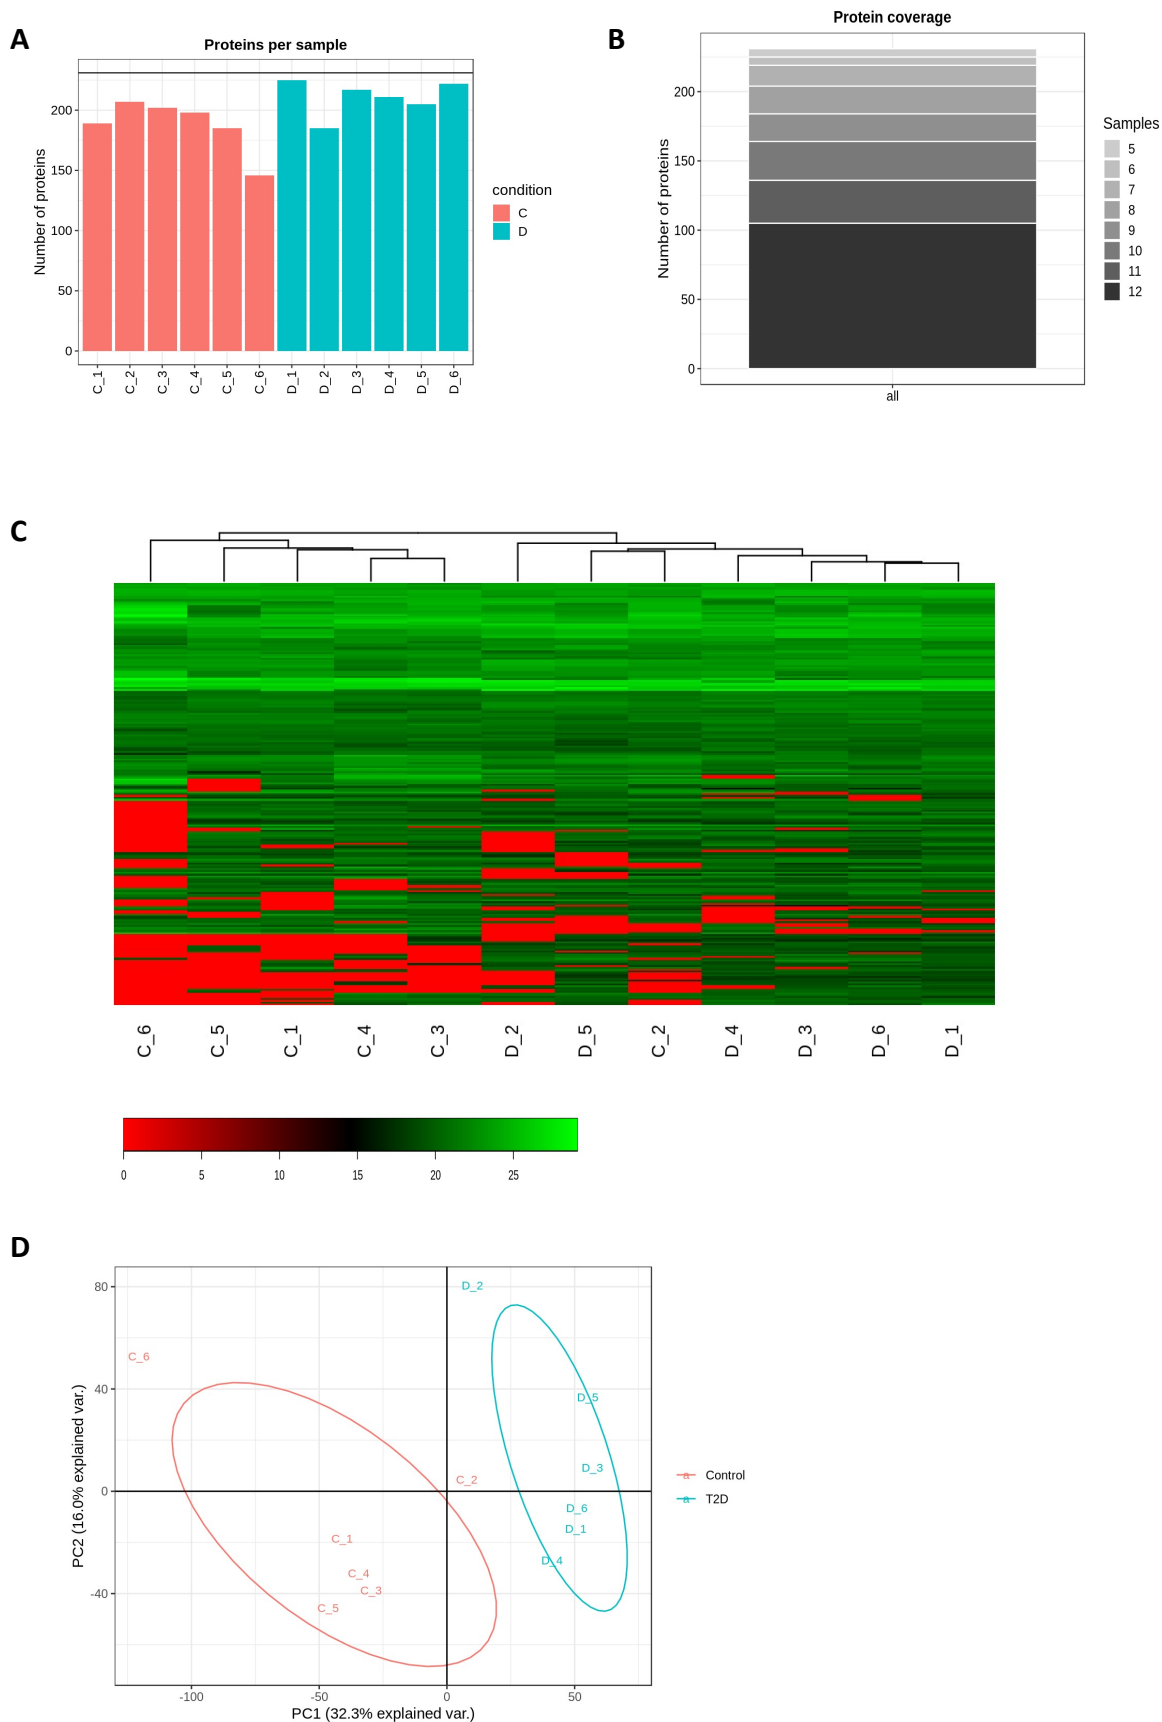 A
Proteins per sample
Number of proteins
200
150
100
50
0
C_1 C_2 C_3 C_4 C_5 C_6 D_1 D_2 D_3 D_4 D_5 D_6
condition
C
D
B
Protein coverage
Number of proteins
200
150
100
50
0
all
Samples
5
6
7
8
9
10
11
12
C
C_6 C_5 C_1 C_4 C_3 D_2 D_5 C_2 D_4 D_3 D_6 D_1
0 5 10 15 20 25
D
PC2 (16.0% explained var.)
80
40
0
-40
D_2
C_6
D_5
D_3
C_2
D_6
D_1
C_1
D_4
C_4
C_3
C_5
-100 -50 0 50
PC1 (32.3% explained var.)
a Control
a T2D